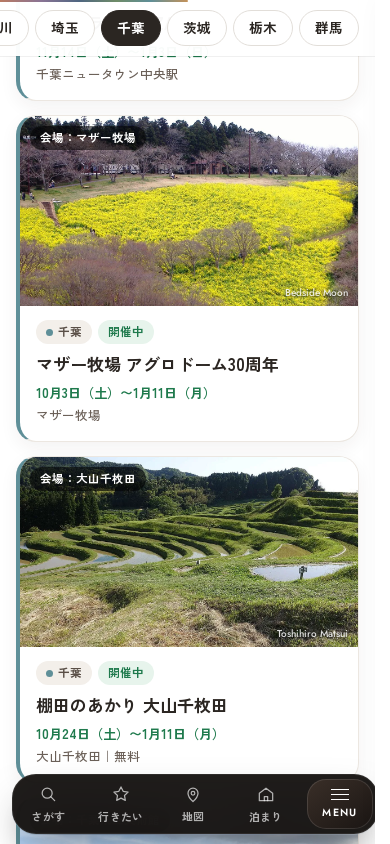 川
埼玉
千葉
茨城
栃木
群馬
千葉ニュータウン中央駅
会場：マザー牧場
Bedside Moon
千葉
開催中
マザー牧場 アグロドーム30周年
10月3日（土）〜1月11日（月）
マザー牧場
会場：大山千枚田
Toshihiro Matsui
千葉
開催中
棚田のあかり 大山千枚田
10月24日（土）〜1月11日（月）
大山千枚田｜無料
さがす
行きたい
地図
泊まり
MENU